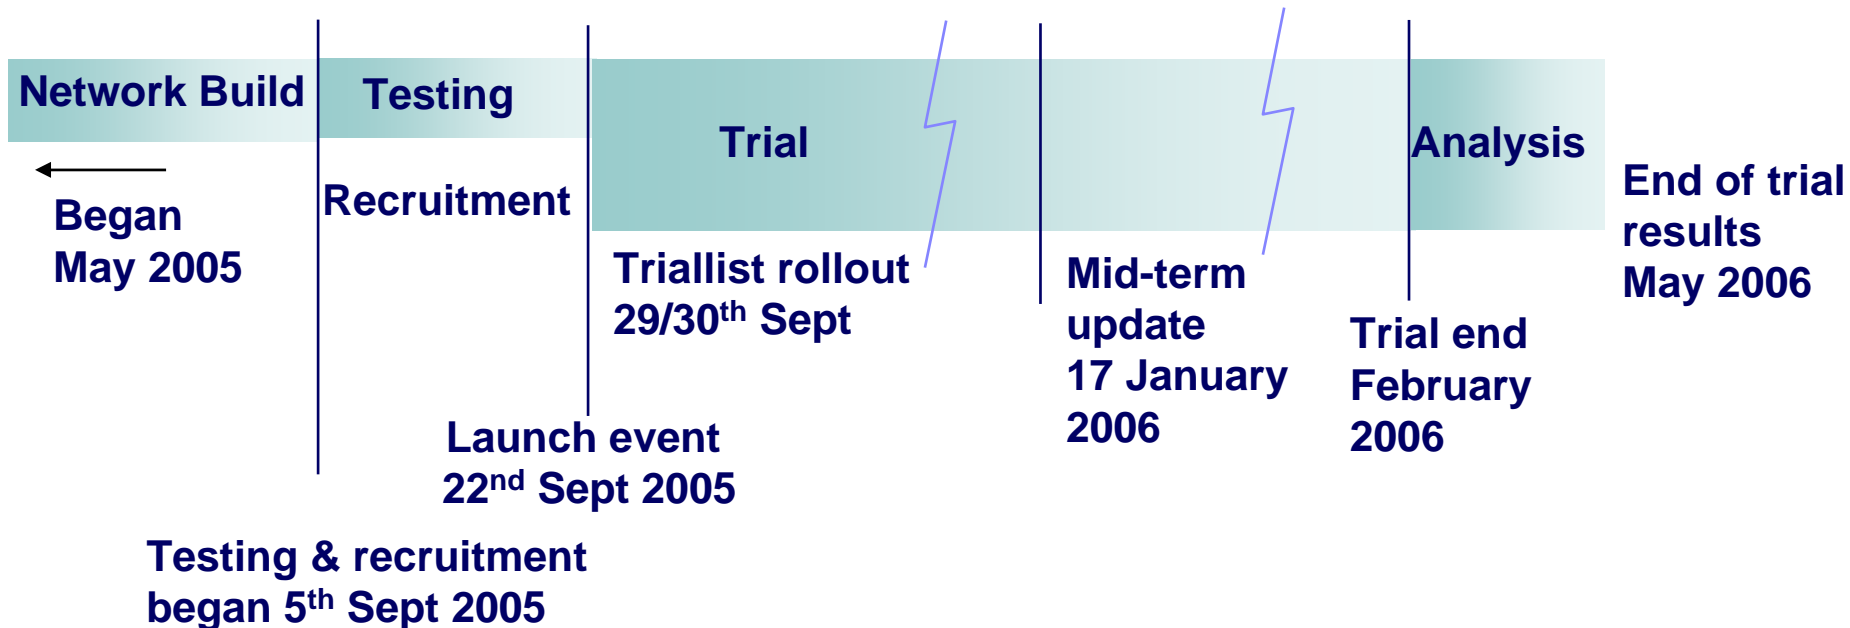 Network Build
Testing
Trial
Analysis
Began
May 2005
Recruitment
Triallist rollout
29/30th Sept
Mid-term
update
17 January
2006
Trial end
February
2006
End of trial
results
May 2006
Launch event
22nd Sept 2005
Testing & recruitment
began 5th Sept 2005